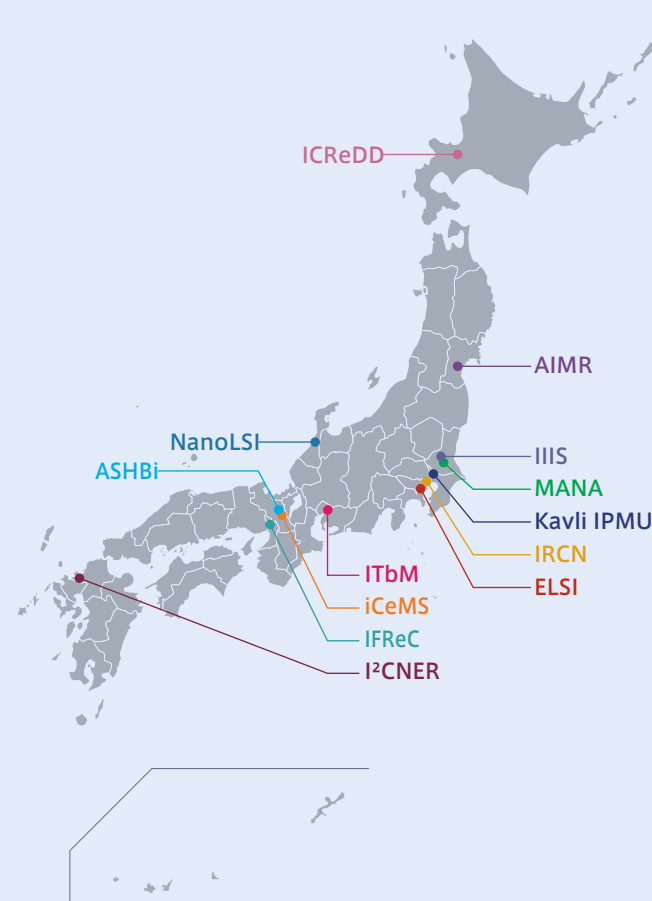 ICReDD
AIMR
NanoLSI
ASHBi
IIIS
MANA
Kavli IPMU
IRCN
ELSI
ITbM
iCeMS
IFReC
I²CNER